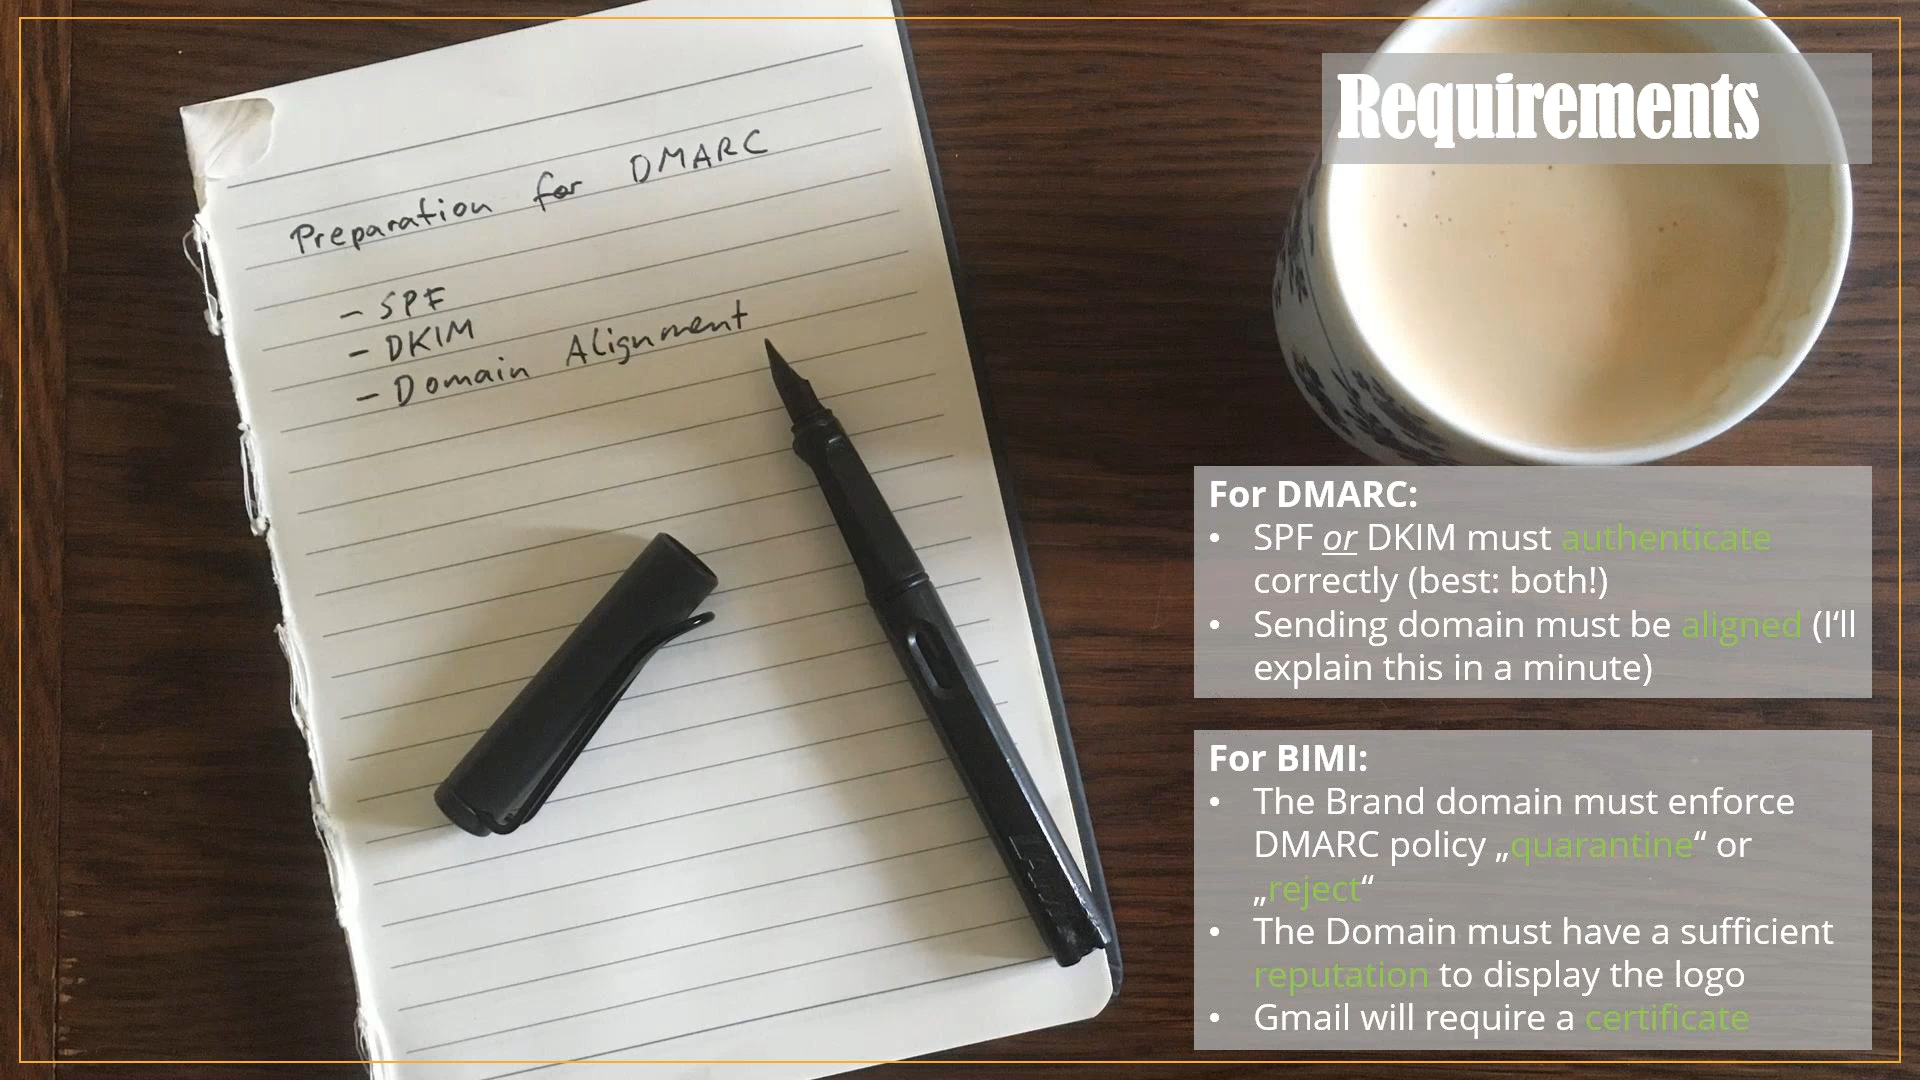 Preparation for DMARC
- SPF
- DKIM
- Domain Alignment
Requirements
For DMARC:
• SPF or DKIM must authenticate
correctly (best: both!)
• Sending domain must be aligned (I‘ll
explain this in a minute)
For BIMI:
• The Brand domain must enforce
DMARC policy „quarantine“ or
„reject“
• The Domain must have a sufficient
reputation to display the logo
• Gmail will require a certificate